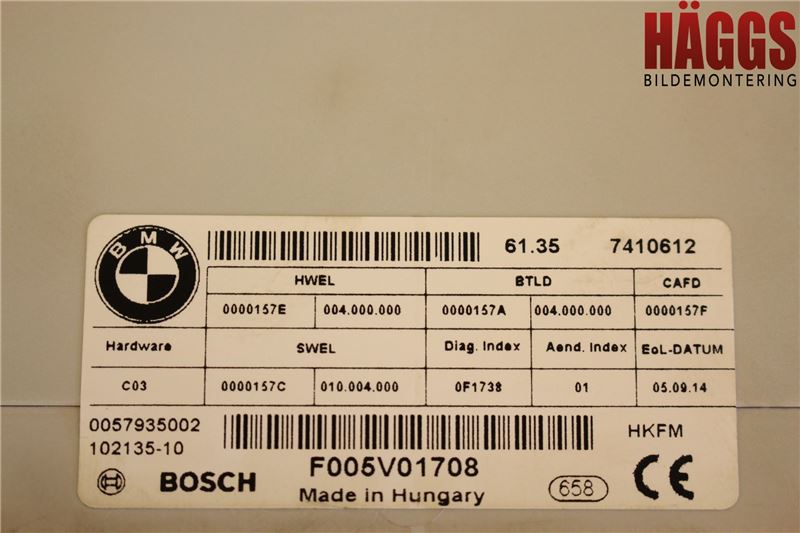 HÄGGS
BILDEMONTERING
BMW
61.35 7410612
HWEL BTLD CAFD
0000157E 004.000.000 0000157A 004.000.000 0000157F
Hardware SWEL Diag. Index Aend. Index EoL-DATUM
C03 0000157C 010.004.000 0F1738 01 05.09.14
0057935002
102135-10
HKFM
BOSCH F005V01708
Made in Hungary
658
CE